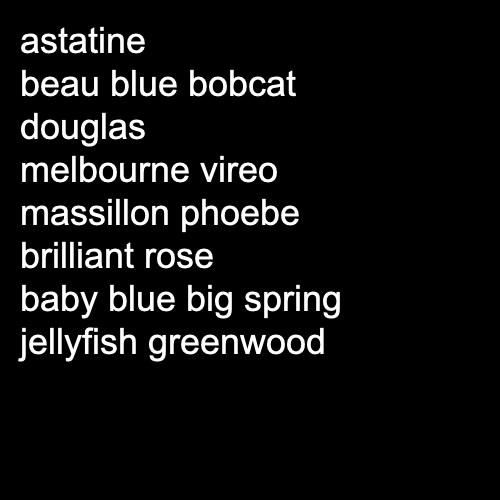 astatine
beau blue bobcat
douglas
melbourne vireo
massillon phoebe
brilliant rose
baby blue big spring
jellyfish greenwood